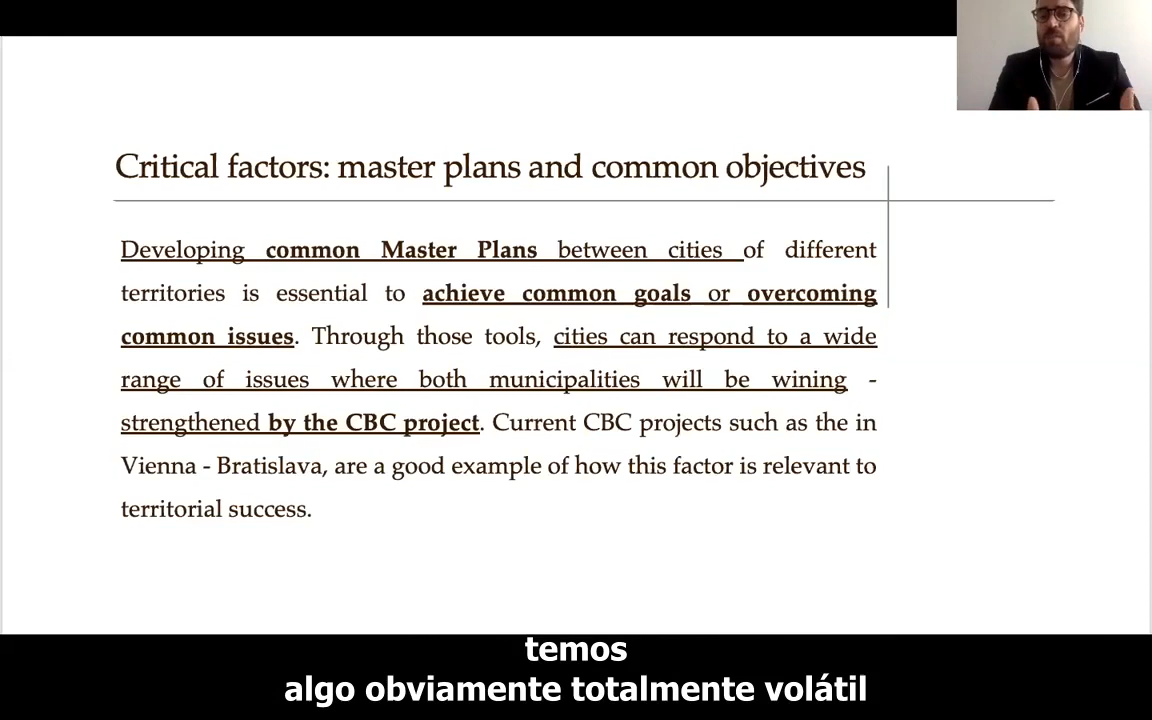 Critical factors: master plans and common objectives
Developing common Master Plans between cities of different
territories is essential to achieve common goals or overcoming
common issues. Through those tools, cities can respond to a wide
range of issues where both municipalities will be wining -
strengthened by the CBC project. Current CBC projects such as the in
Vienna - Bratislava, are a good example of how this factor is relevant to
territorial success.
temos
algo obviamente totalmente volátil